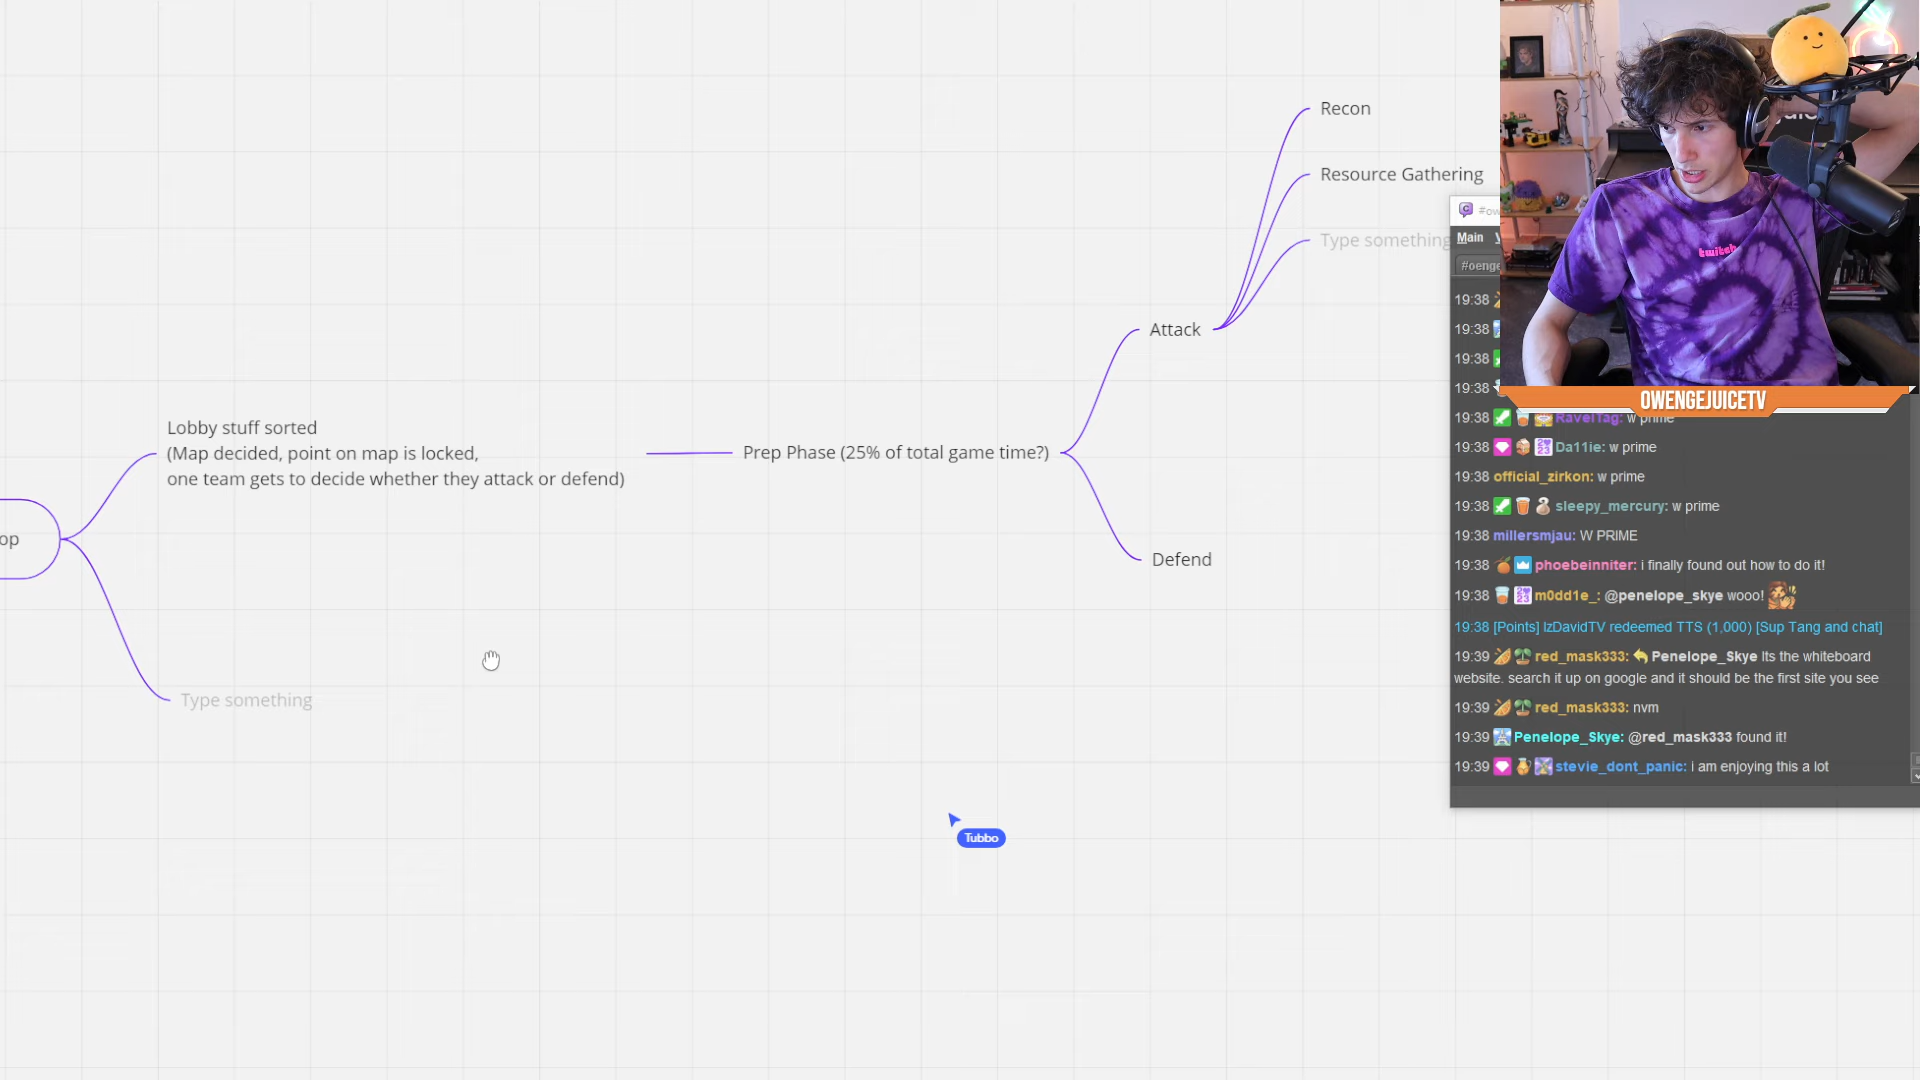 Recon
Resource Gathering
Type something
Attack
Lobby stuff sorted
(Map decided, point on map is locked,
one team gets to decide whether they attack or defend)
Prep Phase (25% of total game time?)
Defend
op
Type something
Tubbo
twitch
OWENGEJUICETV
Main
19:38
19:38
19:38
19:38
19:38 RavelTag: w prime
19:38 Da11ie: w prime
19:38 official_zirkon: w prime
19:38 sleepy_mercury: w prime
19:38 millersmjau: W PRIME
19:38 phoebeinniter: i finally found out how to do it!
19:38 m0dd1e_: @penelope_skye wooo!
19:38 [Points] IzDavidTV redeemed TTS (1,000) [Sup Tang and chat]
19:39 red_mask333: Penelope_Skye Its the whiteboard
website. search it up on google and it should be the first site you see
19:39 red_mask333: nvm
19:39 Penelope_Skye: @red_mask333 found it!
19:39 stevie_dont_panic: i am enjoying this a lot